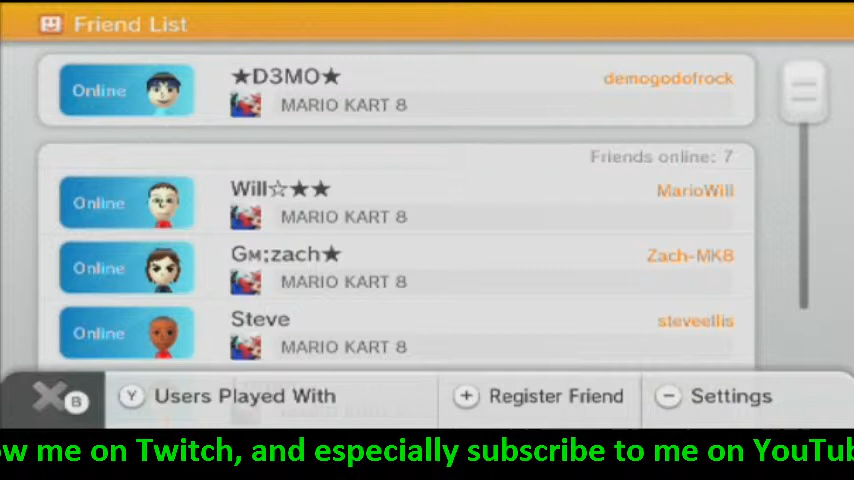 Friend List
Online ★D3MO★ demogodofrock
MARIO KART 8
Friends online: 7
Online Will☆★★ MarioWill
MARIO KART 8
Online Gᴍ;zach★ Zach-MK8
MARIO KART 8
Online Steve steveellis
MARIO KART 8
B Y Users Played With + Register Friend − Settings
me on Twitch, and especially subscribe to me on